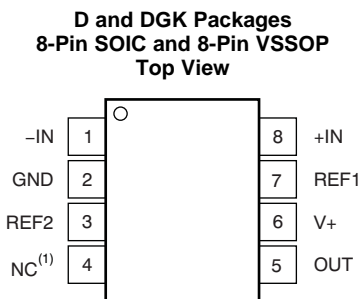 D and DGK Packages
8-Pin SOIC and 8-Pin VSSOP
Top View
−IN 1 8 +IN
GND 2 7 REF1
REF2 3 6 V+
NC(1) 4 5 OUT